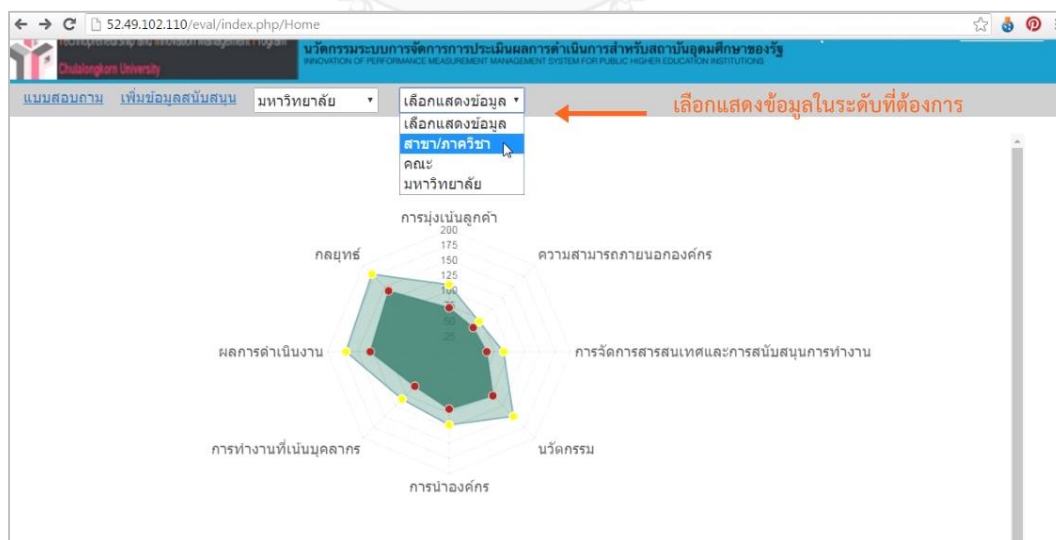 52.49.102.110/eval/index.php/Home
Technopreneurship and Innovation Management Program
Chulalongkorn University
นวัตกรรมระบบการจัดการการประเมินผลการดำเนินการสำหรับสถาบันอุดมศึกษาของรัฐ
INNOVATION OF PERFORMANCE MEASUREMENT MANAGEMENT SYSTEM FOR PUBLIC HIGHER EDUCATION INSTITUTIONS
แบบสอบถาม เพิ่มข้อมูลสนับสนุน มหาวิทยาลัย เลือกแสดงข้อมูล
เลือกแสดงข้อมูลในระดับที่ต้องการ
เลือกแสดงข้อมูล
สาขา/ภาควิชา
คณะ
มหาวิทยาลัย
การมุ่งเน้นลูกค้า
200
175
150
125
100
75
50
25
กลยุทธ์
ความสามารถภายนอกองค์กร
ผลการดำเนินงาน
การจัดการสารสนเทศและการสนับสนุนการทำงาน
การทำงานที่เน้นบุคลากร
นวัตกรรม
การนำองค์กร